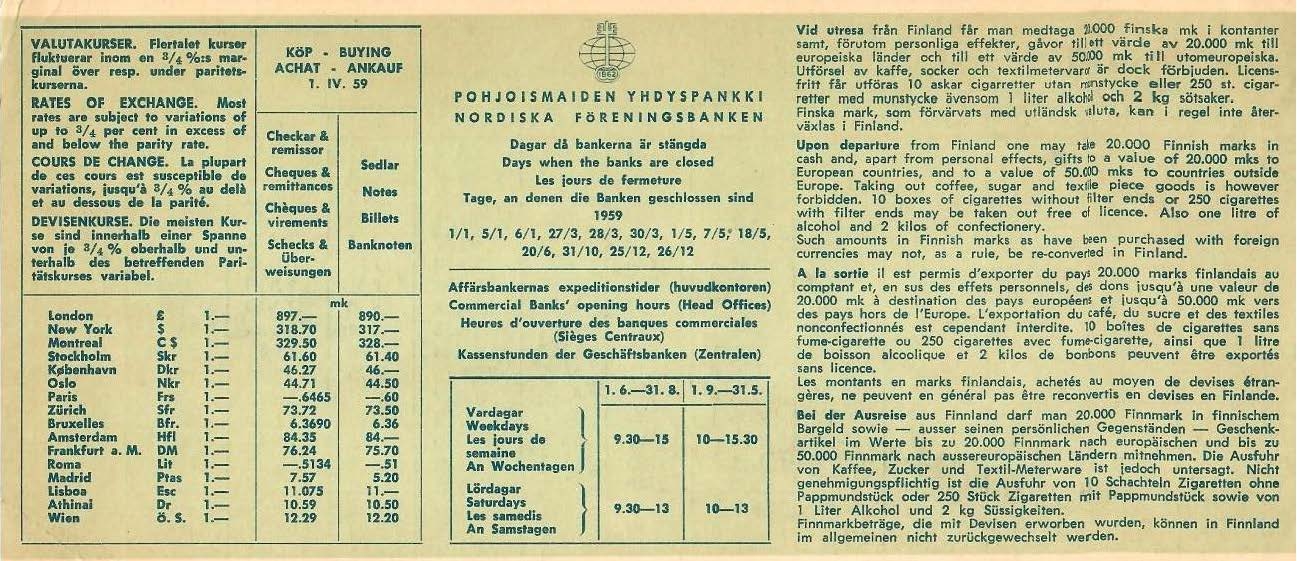 VALUTAKURSER. Flertalet kurser
fluktuerar inom en 3/4 %:s mar-
ginal över resp. under paritets-
kurserna.
RATES OF EXCHANGE. Most
rates are subject to variations of
up to 3/4 per cent in excess of
and below the parity rate.
COURS DE CHANGE. La plupart
de ces cours est susceptible de
variations, jusqu'à 3/4 % au delà
et au dessous de la parité.
DEVISENKURSE. Die meisten Kur-
se sind innerhalb einer Spanne
von je 3/4 % oberhalb und un-
terhalb des betreffenden Pari-
tätskurses variabel.
KÖP - BUYING
ACHAT - ANKAUF
1. IV. 59
Checkar &
remissor
Cheques &
remittances
Chèques &
virements
Schecks &
Über-
weisungen
Sedlar
Notes
Billets
Banknoten
mk
London £ 1.— 897.— 890.—
New York $ 1.— 318.70 317.—
Montreal C $ 1.— 329.50 328.—
Stockholm Skr 1.— 61.60 61.40
København Dkr 1.— 46.27 46.—
Oslo Nkr 1.— 44.71 44.50
Paris Frs 1.— —.6465 —.60
Zürich Sfr 1.— 73.72 73.50
Bruxelles Bfr. 1.— 6.3690 6.36
Amsterdam Hfl 1.— 84.35 84.—
Frankfurt a. M. DM 1.— 76.24 75.70
Roma Lit 1.— —.5134 —.51
Madrid Ptas 1.— 7.57 5.20
Lisboa Esc 1.— 11.075 11.—
Athinai Dr 1.— 10.59 10.50
Wien Ö. S. 1.— 12.29 12.20
1862
POHJOISMAIDEN YHDYSPANKKI
NORDISKA FÖRENINGSBANKEN
Dagar då bankerna är stängda
Days when the banks are closed
Les jours de fermeture
Tage, an denen die Banken geschlossen sind
1959
1/1, 5/1, 6/1, 27/3, 28/3, 30/3, 1/5, 7/5, 18/5,
20/6, 31/10, 25/12, 26/12
Affärsbankernas expeditionstider (huvudkontoren)
Commercial Banks' opening hours (Head Offices)
Heures d'ouverture des banques commerciales
(Sièges Centraux)
Kassenstunden der Geschäftsbanken (Zentralen)
1. 6.—31. 8. 1. 9.—31.5.
Vardagar
Weekdays
Les jours de
semaine
An Wochentagen
9.30—15 10—15.30
Lördagar
Saturdays
Les samedis
An Samstagen
9.30—13 10—13
Vid utresa från Finland får man medtaga 20.000 finska mk i kontanter
samt, förutom personliga effekter, gåvor till ett värde av 20.000 mk till
europeiska länder och till ett värde av 50.000 mk till utomeuropeiska.
Utförsel av kaffe, socker och textilmetervara är dock förbjuden. Licens-
fritt får utföras 10 askar cigarretter utan munstycke eller 250 st. cigar-
retter med munstycke ävensom 1 liter alkohol och 2 kg sötsaker.
Finska mark, som förvärvats med utländsk valuta, kan i regel inte åter-
växlas i Finland.
Upon departure from Finland one may take 20.000 Finnish marks in
cash and, apart from personal effects, gifts to a value of 20.000 mks to
European countries, and to a value of 50.000 mks to countries outside
Europe. Taking out coffee, sugar and textile piece goods is however
forbidden. 10 boxes of cigarettes without filter ends or 250 cigarettes
with filter ends may be taken out free of licence. Also one litre of
alcohol and 2 kilos of confectionery.
Such amounts in Finnish marks as have been purchased with foreign
currencies may not, as a rule, be re-converted in Finland.
A la sortie il est permis d'exporter du pays 20.000 marks finlandais au
comptant et, en sus des effets personnels, des dons jusqu'à une valeur de
20.000 mk à destination des pays européens et jusqu'à 50.000 mk vers
des pays hors de l'Europe. L'exportation du café, du sucre et des textiles
nonconfectionnés est cependant interdite. 10 boîtes de cigarettes sans
fume-cigarette ou 250 cigarettes avec fume-cigarette, ainsi que 1 litre
de boisson alcoolique et 2 kilos de bonbons peuvent être exportés
sans licence.
Les montants en marks finlandais, achetés au moyen de devises étran-
gères, ne peuvent en général pas être reconvertis en devises en Finlande.
Bei der Ausreise aus Finnland darf man 20.000 Finnmark in finnischem
Bargeld sowie — ausser seinen persönlichen Gegenständen — Geschenk-
artikel im Werte bis zu 20.000 Finnmark nach europäischen und bis zu
50.000 Finnmark nach aussereuropäischen Ländern mitnehmen. Die Ausfuhr
von Kaffee, Zucker und Textil-Meterware ist jedoch untersagt. Nicht
genehmigungspflichtig ist die Ausfuhr von 10 Schachteln Zigaretten ohne
Pappmundstück oder 250 Stück Zigaretten mit Pappmundstück sowie von
1 Liter Alkohol und 2 kg Süssigkeiten.
Finnmarkbeträge, die mit Devisen erworben wurden, können in Finnland
im allgemeinen nicht zurückgewechselt werden.